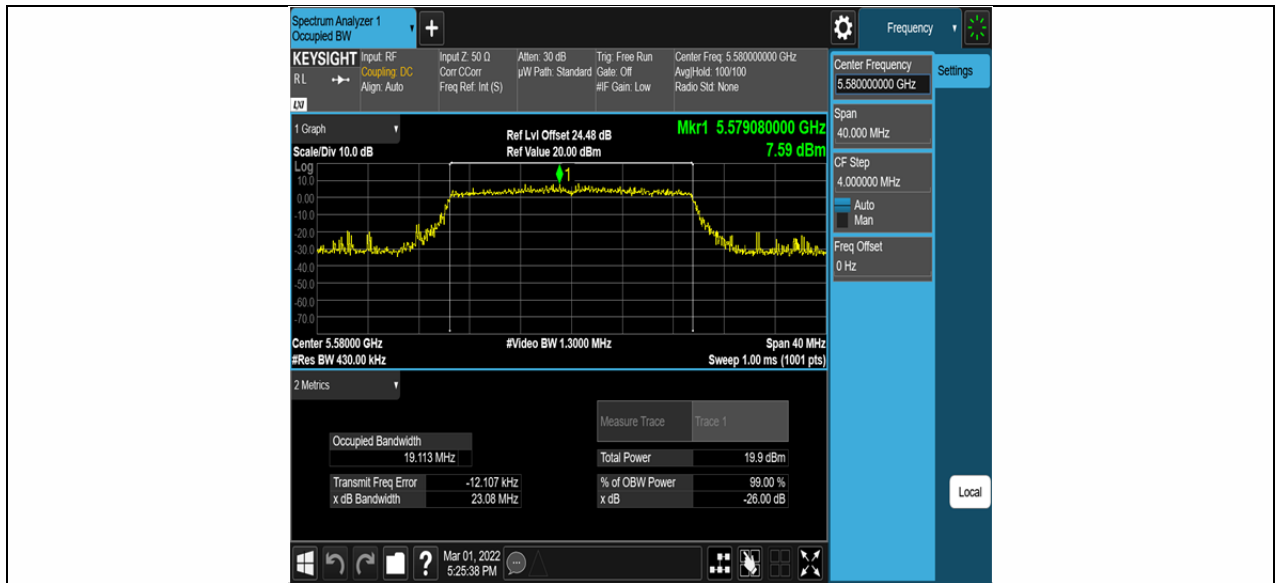 Spectrum Analyzer 1
Occupied BW
+
Frequency
KEYSIGHT
RL
LXI
Input: RF
Coupling: DC
Align: Auto
Input Z: 50 Ω
Corr CCorr
Freq Ref: Int (S)
Atten: 30 dB
µW Path: Standard
Trig: Free Run
Gate: Off
#IF Gain: Low
Center Freq: 5.580000000 GHz
Avg|Hold: 100/100
Radio Std: None
1 Graph
Scale/Div 10.0 dB
Ref Lvl Offset 24.48 dB
Ref Value 20.00 dBm
Mkr1 5.579080000 GHz
7.59 dBm
Log
10.0
0.00
-10.0
-20.0
-30.0
-40.0
-50.0
-60.0
-70.0
1
Center 5.58000 GHz
#Res BW 430.00 kHz
#Video BW 1.3000 MHz
Span 40 MHz
Sweep 1.00 ms (1001 pts)
2 Metrics
Measure Trace
Trace 1
Occupied Bandwidth
19.113 MHz
Total Power
19.9 dBm
Transmit Freq Error
-12.107 kHz
% of OBW Power
99.00 %
x dB Bandwidth
23.08 MHz
x dB
-26.00 dB
Center Frequency
5.580000000 GHz
Settings
Span
40.000 MHz
CF Step
4.000000 MHz
Auto
Man
Freq Offset
0 Hz
Local
?
Mar 01, 2022
5:25:38 PM